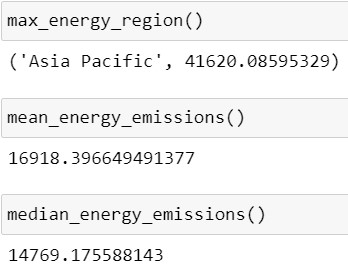 max_energy_region()
('Asia Pacific', 41620.08595329)
mean_energy_emissions()
16918.396649491377
median_energy_emissions()
14769.175588143